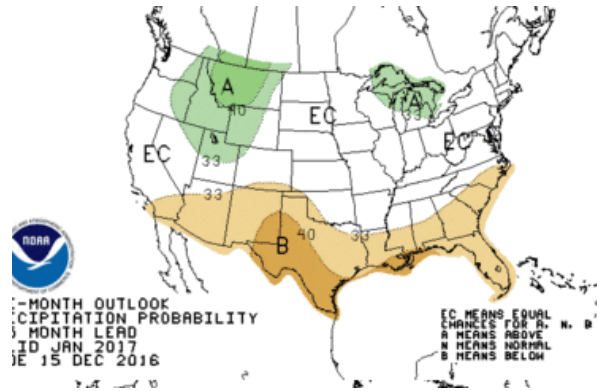 A
40
EC
A
33
EC
EC
33
33
40
33
B
NOAA
-MONTH OUTLOOK
ECIPITATION PROBABILITY
MONTH LEAD
ID JAN 2017
DE 15 DEC 2016
EC MEANS EQUAL
CHANCES FOR A, N, B
A MEANS ABOVE
N MEANS NORMAL
B MEANS BELOW